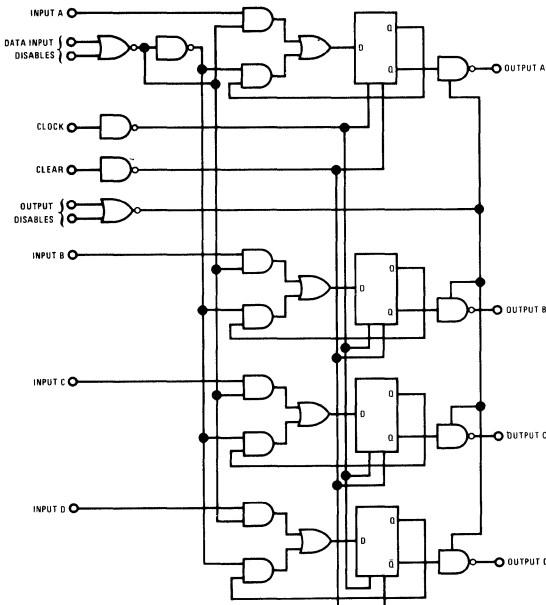 INPUT A
DATA INPUT
DISABLES
D
Q
Q
OUTPUT A
CLOCK
CLEAR
OUTPUT
DISABLES
INPUT B
D
Q
Q
OUTPUT B
INPUT C
D
Q
Q
OUTPUT C
INPUT D
D
Q
Q̅
OUTPUT D